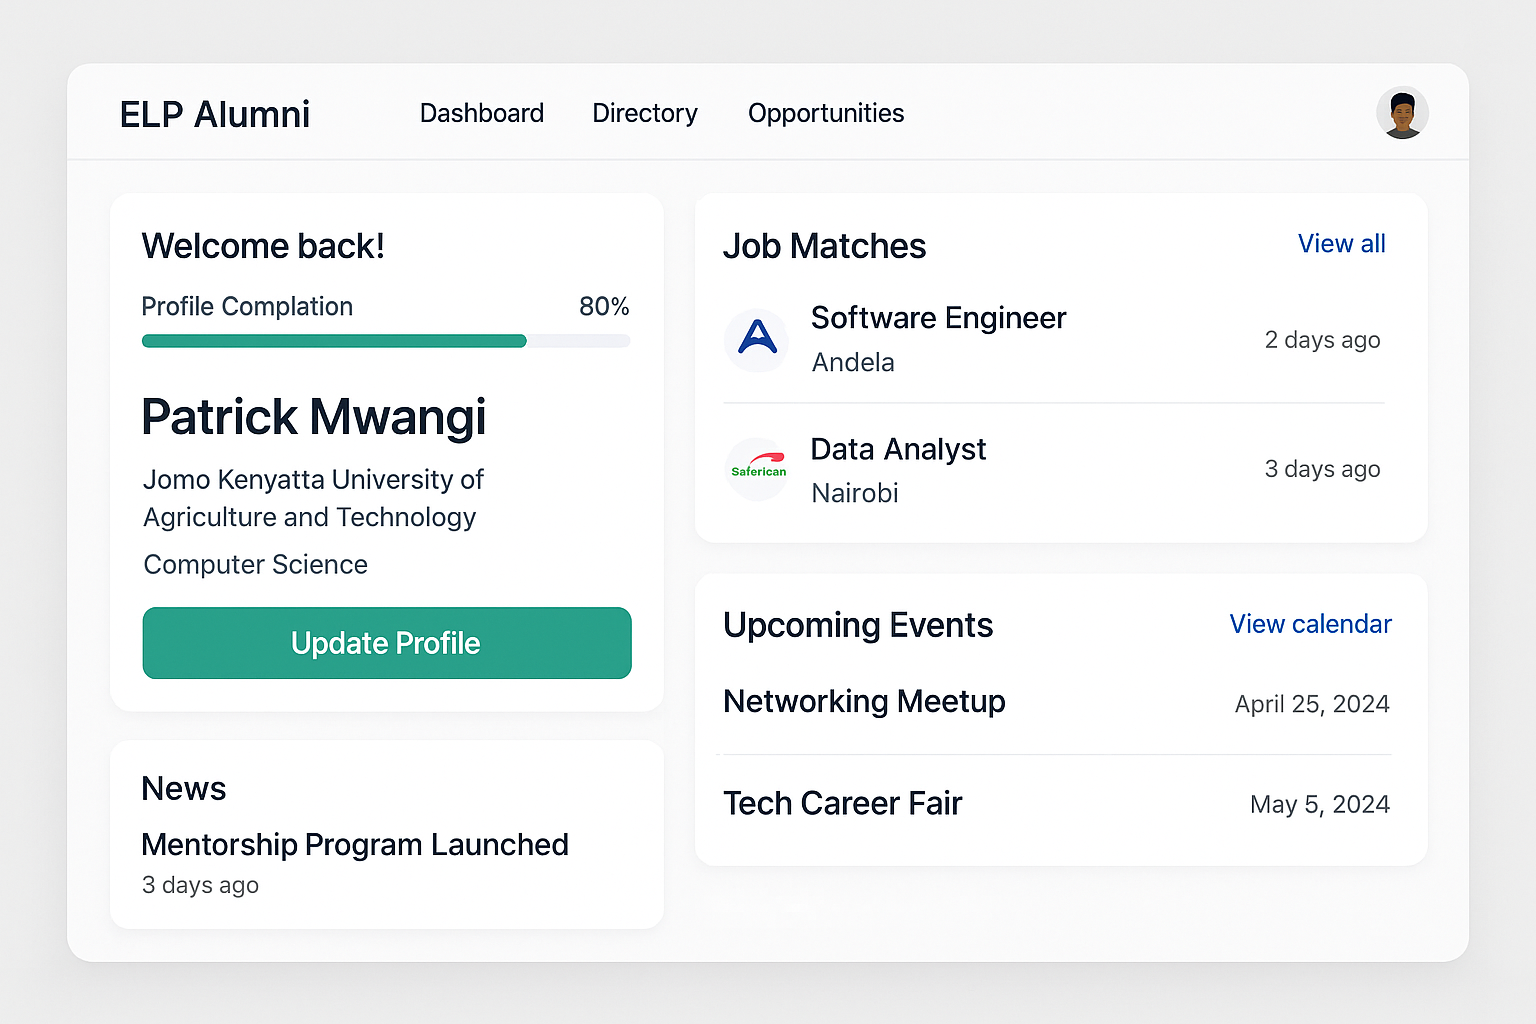 ELP Alumni
Dashboard
Directory
Opportunities
Welcome back!
Profile Complation 80%
Patrick Mwangi
Jomo Kenyatta University of
Agriculture and Technology
Computer Science
Update Profile
News
Mentorship Program Launched
3 days ago
Job Matches
View all
Software Engineer
Andela
2 days ago
Saferican
Data Analyst
Nairobi
3 days ago
Upcoming Events
View calendar
Networking Meetup
April 25, 2024
Tech Career Fair
May 5, 2024